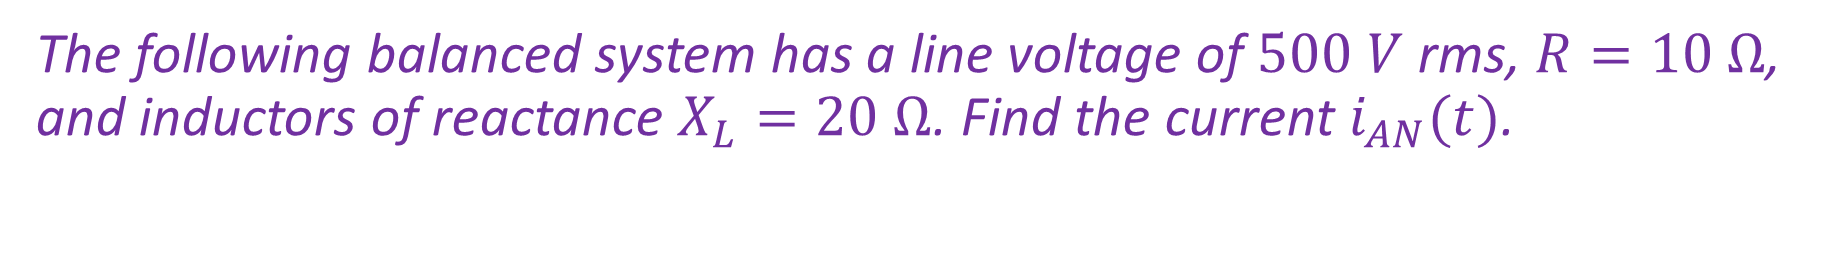 The following balanced system has a line voltage of 500 V rms, R = 10 Ω,
and inductors of reactance X_L = 20 Ω. Find the current i_AN(t).